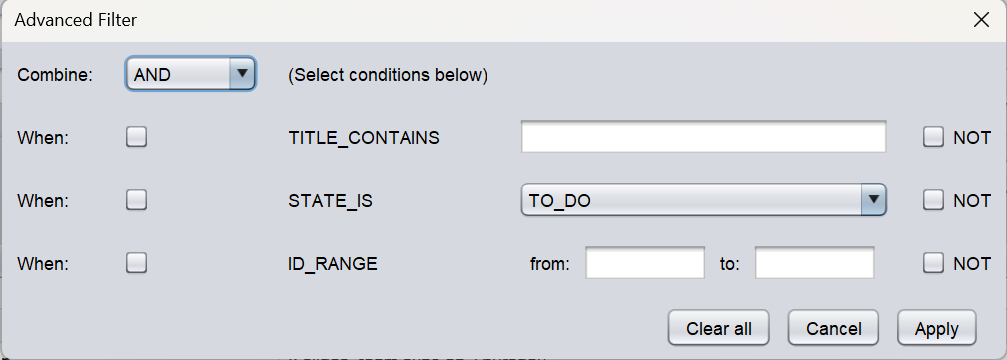 Advanced Filter
Combine: AND (Select conditions below)
When: TITLE_CONTAINS NOT
When: STATE_IS TO_DO NOT
When: ID_RANGE from: to: NOT
Clear all Cancel Apply